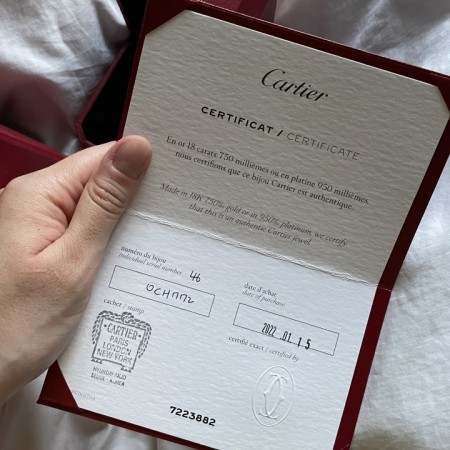 Cartier
CERTIFICAT / CERTIFICATE
En or 18 carats 750 millièmes ou en platine 950 millièmes,
nous certifions que ce bijou Cartier est authentique.
Made in 18K 750‰ gold or in 950‰ platinum, we certify
that this is an authentic Cartier jewel.
numéro du bijou
individual serial number 46
date d'achat
date of purchase
2022.01.15
cachet / stamp
certifié exact / certified by
CARTIER
PARIS
LONDON
NEW YORK
7223882